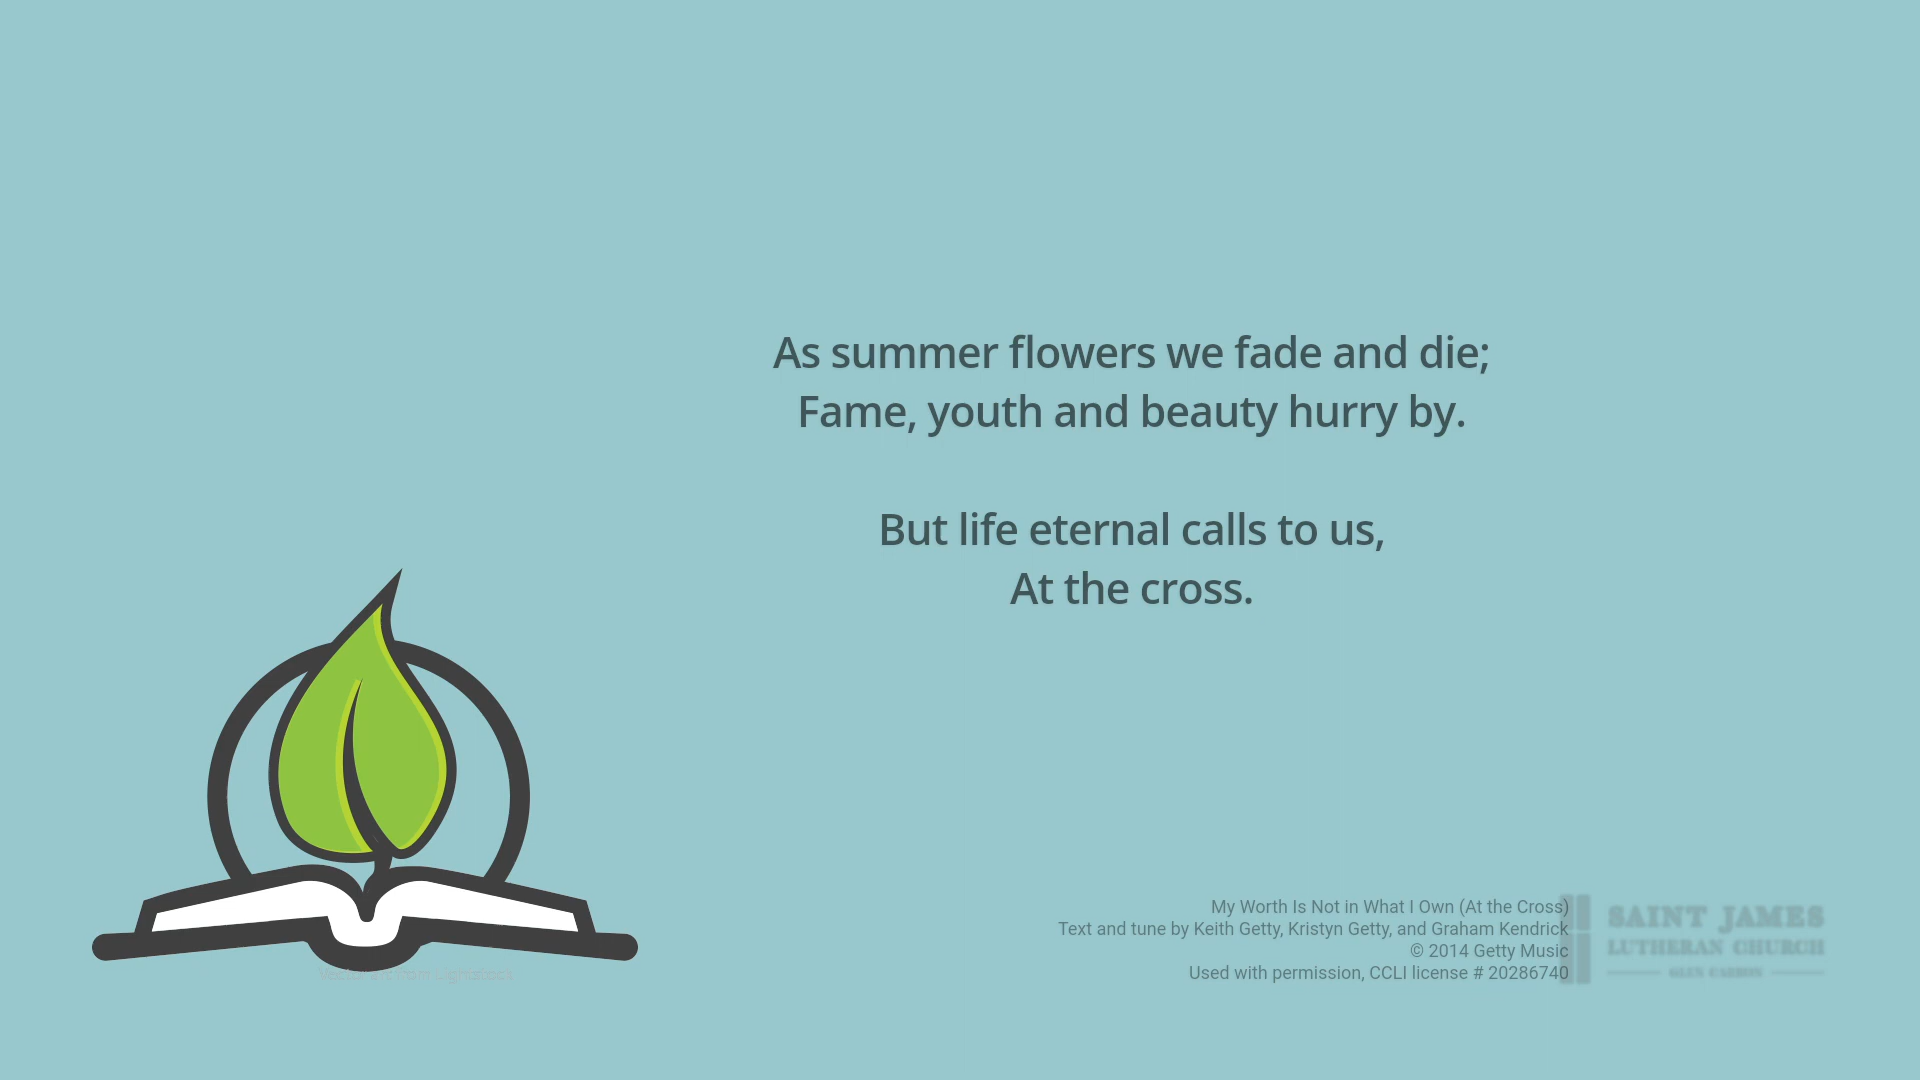 As summer flowers we fade and die;
Fame, youth and beauty hurry by.
But life eternal calls to us,
At the cross.
My Worth Is Not in What I Own (At the Cross)
Text and tune by Keith Getty, Kristyn Getty, and Graham Kendrick
© 2014 Getty Music
Used with permission, CCLI license # 20286740
SAINT JAMES
LUTHERAN CHURCH
GLEN CARBON